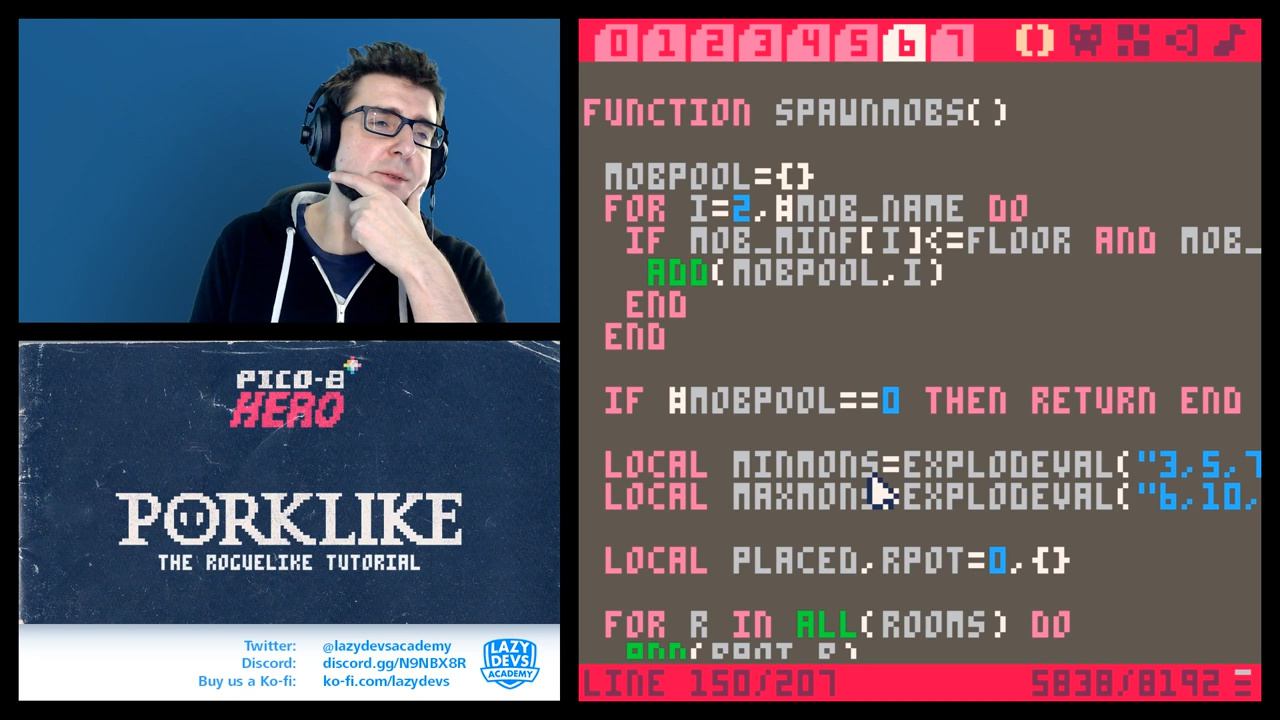 0 1 2 3 4 5 6 7 ()
FUNCTION SPAWNMOBS()
MOBPOOL={}
FOR I=2,#MOB_NAME DO
IF MOB_MINF[I]<=FLOOR AND MOB_
ADD(MOBPOOL,I)
END
END
IF #MOBPOOL==0 THEN RETURN END
LOCAL MINMONS=EXPLODEVAL("3,5,7
LOCAL MAXMONS=EXPLODEVAL("6,10,
LOCAL PLACED,RPOT=0,{}
FOR R IN ALL(ROOMS) DO
ADD(RPOT,R)
LINE 150/207 5838/8192
PICO-8
HERO
PORKLIKE
THE ROGUELIKE TUTORIAL
Twitter: @lazydevsacademy
Discord: discord.gg/N9NBX8R
Buy us a Ko-fi: ko-fi.com/lazydevs
LAZY
DEVS
ACADEMY